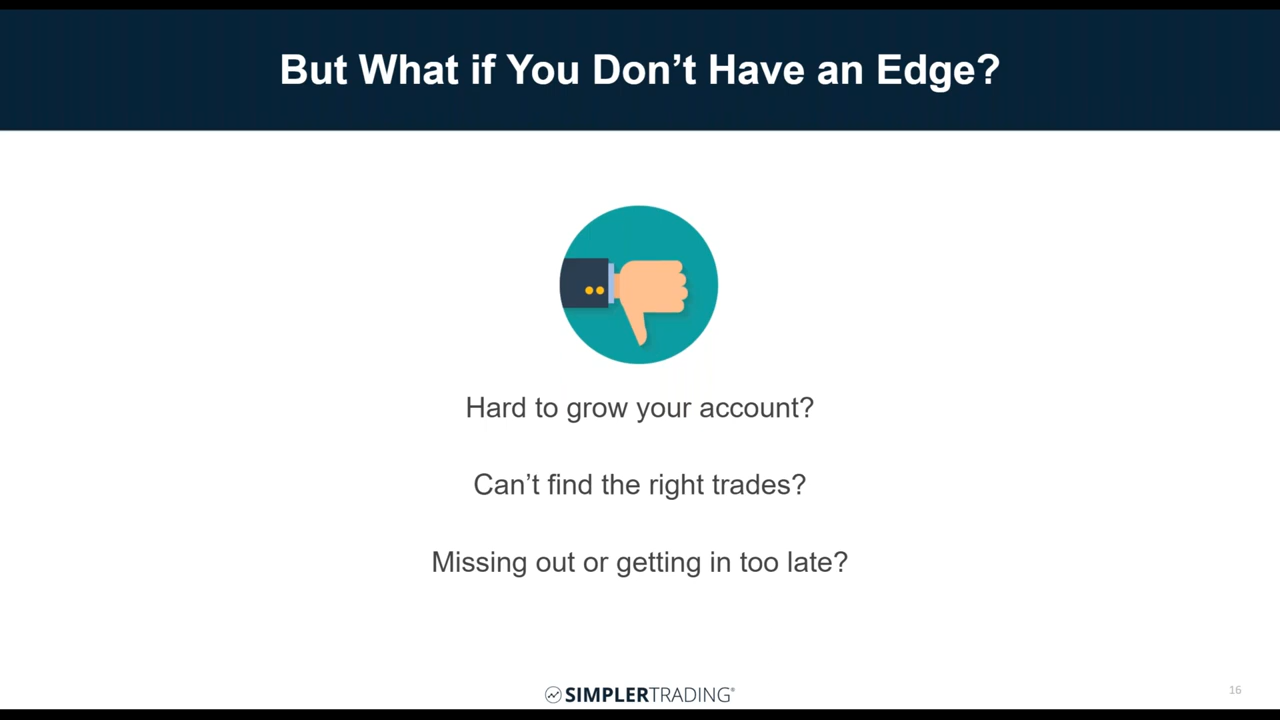 But What if You Don’t Have an Edge?
Hard to grow your account?
Can’t find the right trades?
Missing out or getting in too late?
SIMPLERTRADING®
16